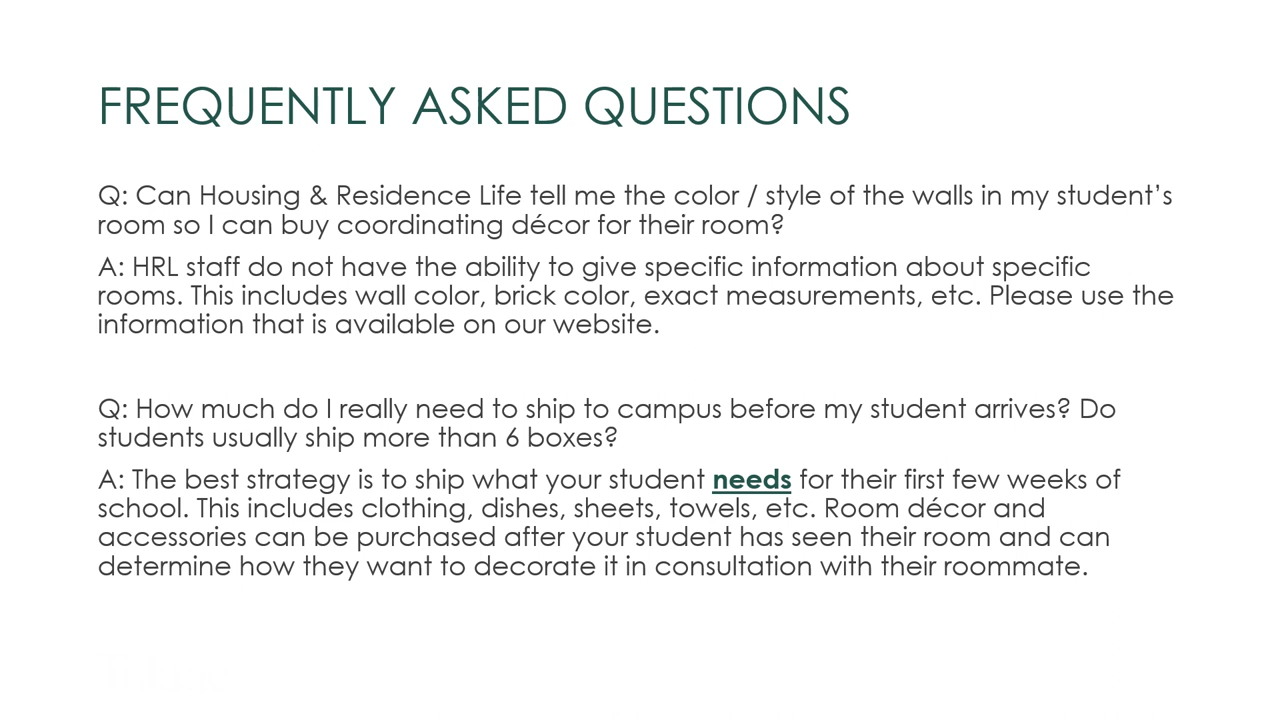 FREQUENTLY ASKED QUESTIONS
Q: Can Housing & Residence Life tell me the color / style of the walls in my student’s
room so I can buy coordinating décor for their room?
A: HRL staff do not have the ability to give specific information about specific
rooms. This includes wall color, brick color, exact measurements, etc. Please use the
information that is available on our website.
Q: How much do I really need to ship to campus before my student arrives? Do
students usually ship more than 6 boxes?
A: The best strategy is to ship what your student needs for their first few weeks of
school. This includes clothing, dishes, sheets, towels, etc. Room décor and
accessories can be purchased after your student has seen their room and can
determine how they want to decorate it in consultation with their roommate.